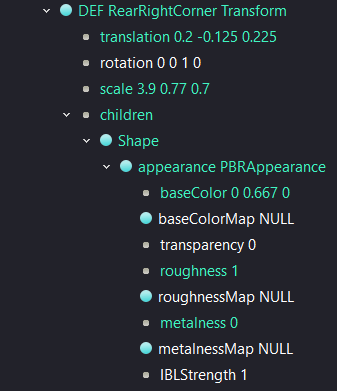 DEF RearRightCorner Transform
translation 0.2 -0.125 0.225
rotation 0 0 1 0
scale 3.9 0.77 0.7
children
Shape
appearance PBRAppearance
baseColor 0 0.667 0
baseColorMap NULL
transparency 0
roughness 1
roughnessMap NULL
metalness 0
metalnessMap NULL
IBLStrength 1